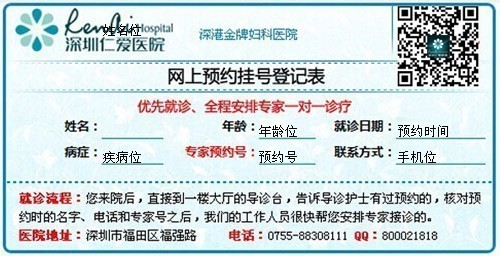 RenAi Hospital
姓名位
深圳仁爱医院
深港金牌妇科医院
网上预约挂号登记表
优先就诊、全程安排专家一对一诊疗
姓名： 年龄：年龄位 就诊日期：预约时间
病症：疾病位 专家预约号：预约号 联系方式：手机位
就诊流程：您来院后，直接到一楼大厅的导诊台，告诉导诊护士有过预约的，核对预
约时的名字、电话和专家号之后，我们的工作人员很快帮您安排专家接诊的。
医院地址：深圳市福田区福强路 电话：0755-88308111 QQ：800021818